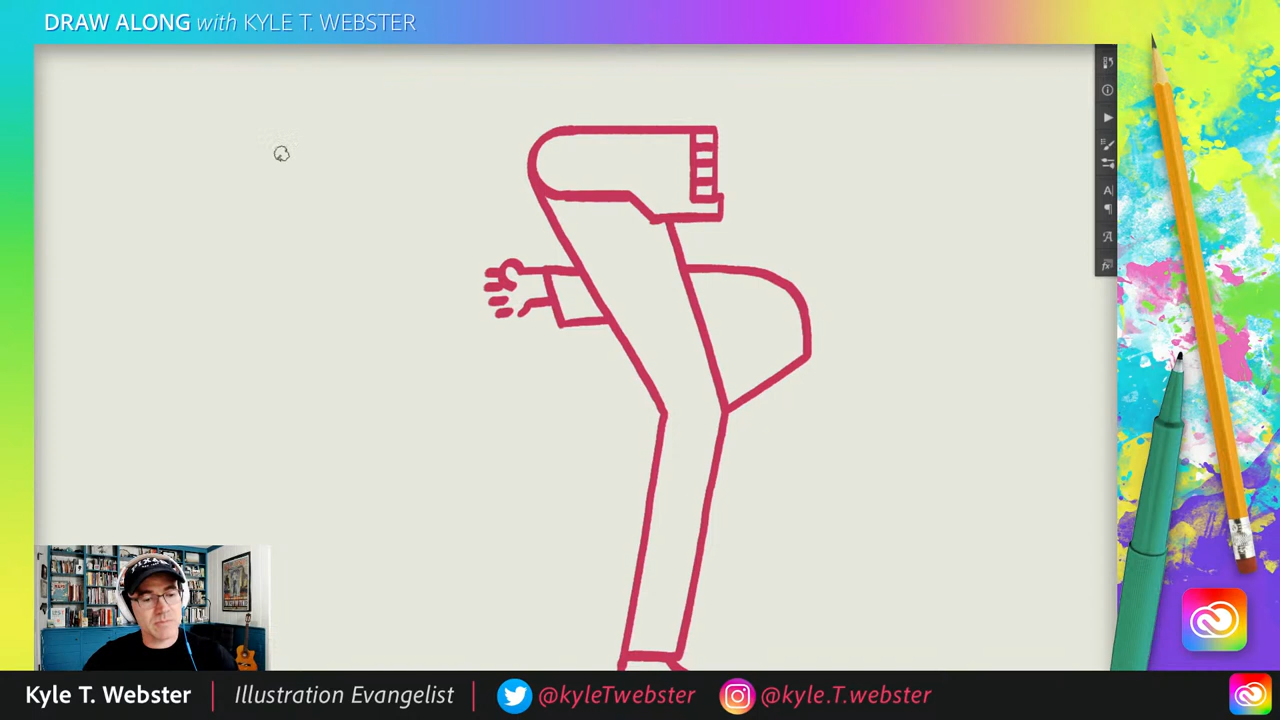 DRAW ALONG with KYLE T. WEBSTER
Kyle T. Webster | Illustration Evangelist @kyleTwebster @kyle.T.webster